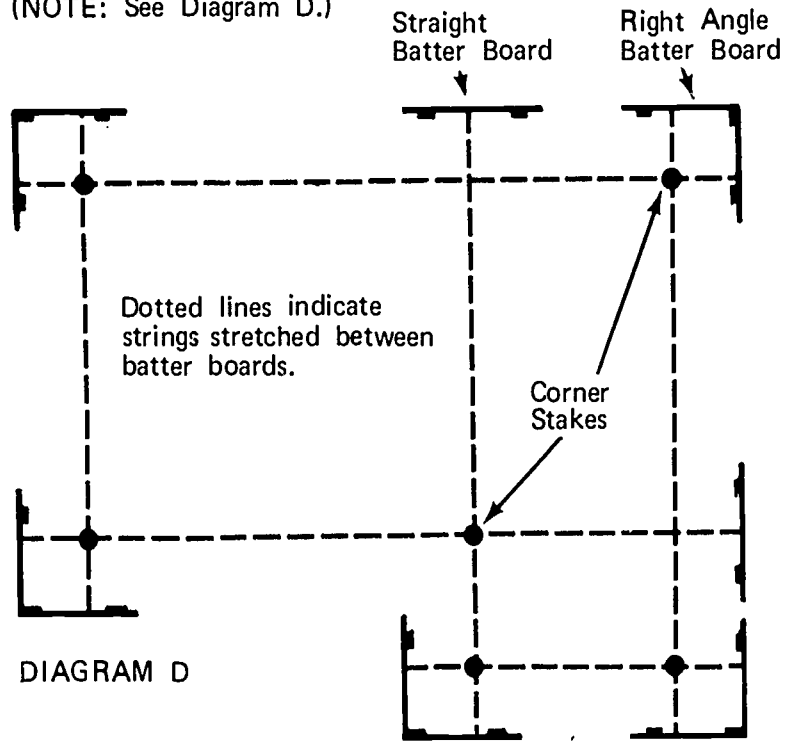 (NOTE: See Diagram D.)
Straight
Batter Board
Right Angle
Batter Board
Dotted lines indicate
strings stretched between
batter boards.
Corner
Stakes
DIAGRAM D